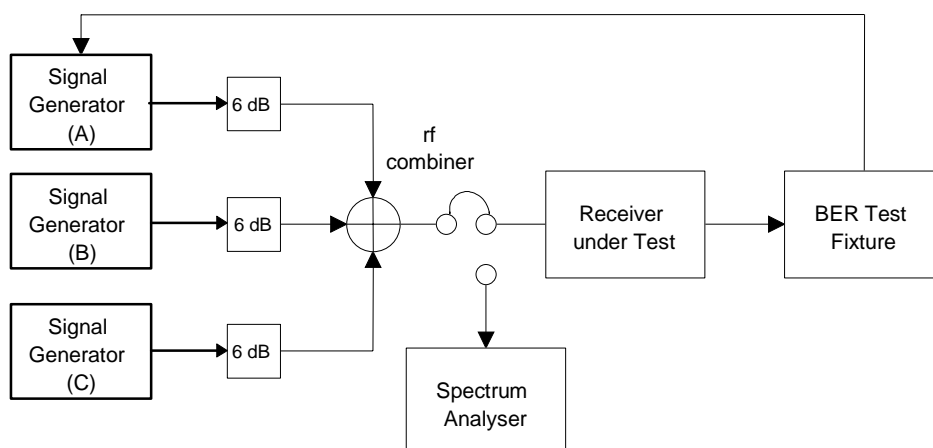 Signal
Generator
(A)
6 dB
rf
combiner
Signal
Generator
(B)
6 dB
Receiver
under Test
BER Test
Fixture
Signal
Generator
(C)
6 dB
Spectrum
Analyser